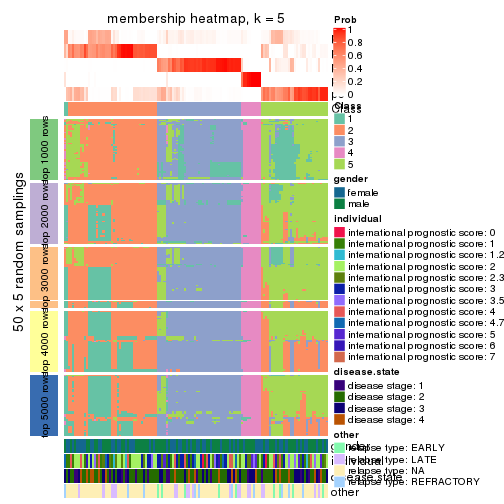 membership heatmap, k = 5
50 x 5 random samplings
top 1000 rows
top 2000 rows
top 3000 rows
top 4000 rows
top 5000 rows
Class
gender
individual
disease.state
other
Prob
1
0.8
0.6
0.4
0.2
0
Class
1
2
3
4
5
gender
female
male
individual
international prognostic score: 0
international prognostic score: 1
international prognostic score: 1.2
international prognostic score: 2
international prognostic score: 2.3
international prognostic score: 3
international prognostic score: 3.5
international prognostic score: 4
international prognostic score: 4.7
international prognostic score: 5
international prognostic score: 6
international prognostic score: 7
disease.state
disease stage: 1
disease stage: 2
disease stage: 3
disease stage: 4
other
relapse type: EARLY
relapse type: LATE
relapse type: NA
relapse type: REFRACTORY